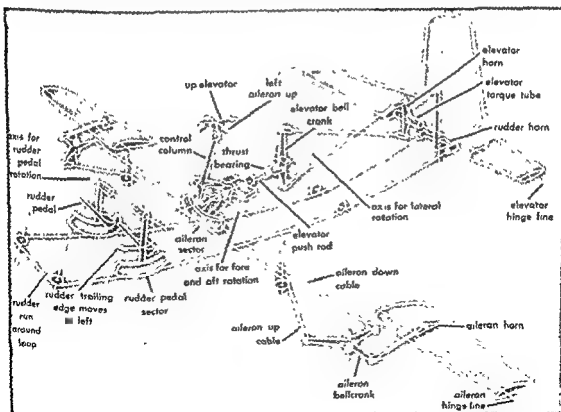 elevator
horn
elevator
torque tube
rudder horn
up elevator
left
aileron up
elevator bell
crank
control
column
thrust
bearing
axis for
rudder
pedal
rotation
rudder
pedal
elevator
hinge line
axis for lateral
rotation
elevator
push rod
aileron
sector
axis for fore
and aft rotation
aileron down
cable
rudder
run
around
loop
rudder trailing
edge moves
left
rudder pedal
sector
aileron up
cable
aileron horn
aileron
bellcrank
aileron
hinge line